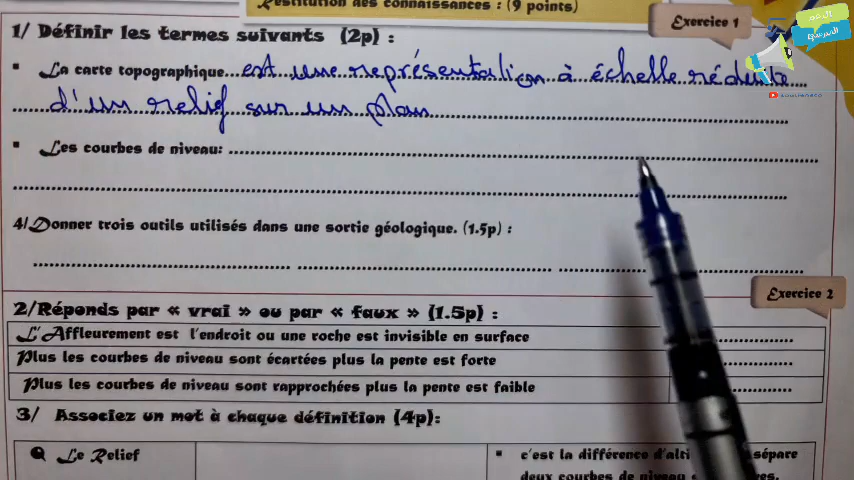 Restitution des connaissances : (9 points)
Exercice 1
1/ Définir les termes suivants (2p) :
▪ La carte topographique...est une représentation à échelle réduite...
d'un relief sur un plan
▪ Les courbes de niveau:
4/Donner trois outils utilisés dans une sortie géologique. (1.5p) :
Exercice 2
2/Réponds par « vrai » ou par « faux » (1.5p) :
L'Affleurement est l'endroit ou une roche est invisible en surface
Plus les courbes de niveau sont écartées plus la pente est forte
Plus les courbes de niveau sont rapprochées plus la pente est faible
3/ Associez un mot à chaque définition (4p):
Le Relief
▪ c'est la différence d'alti sépare
deux courbes de niveau